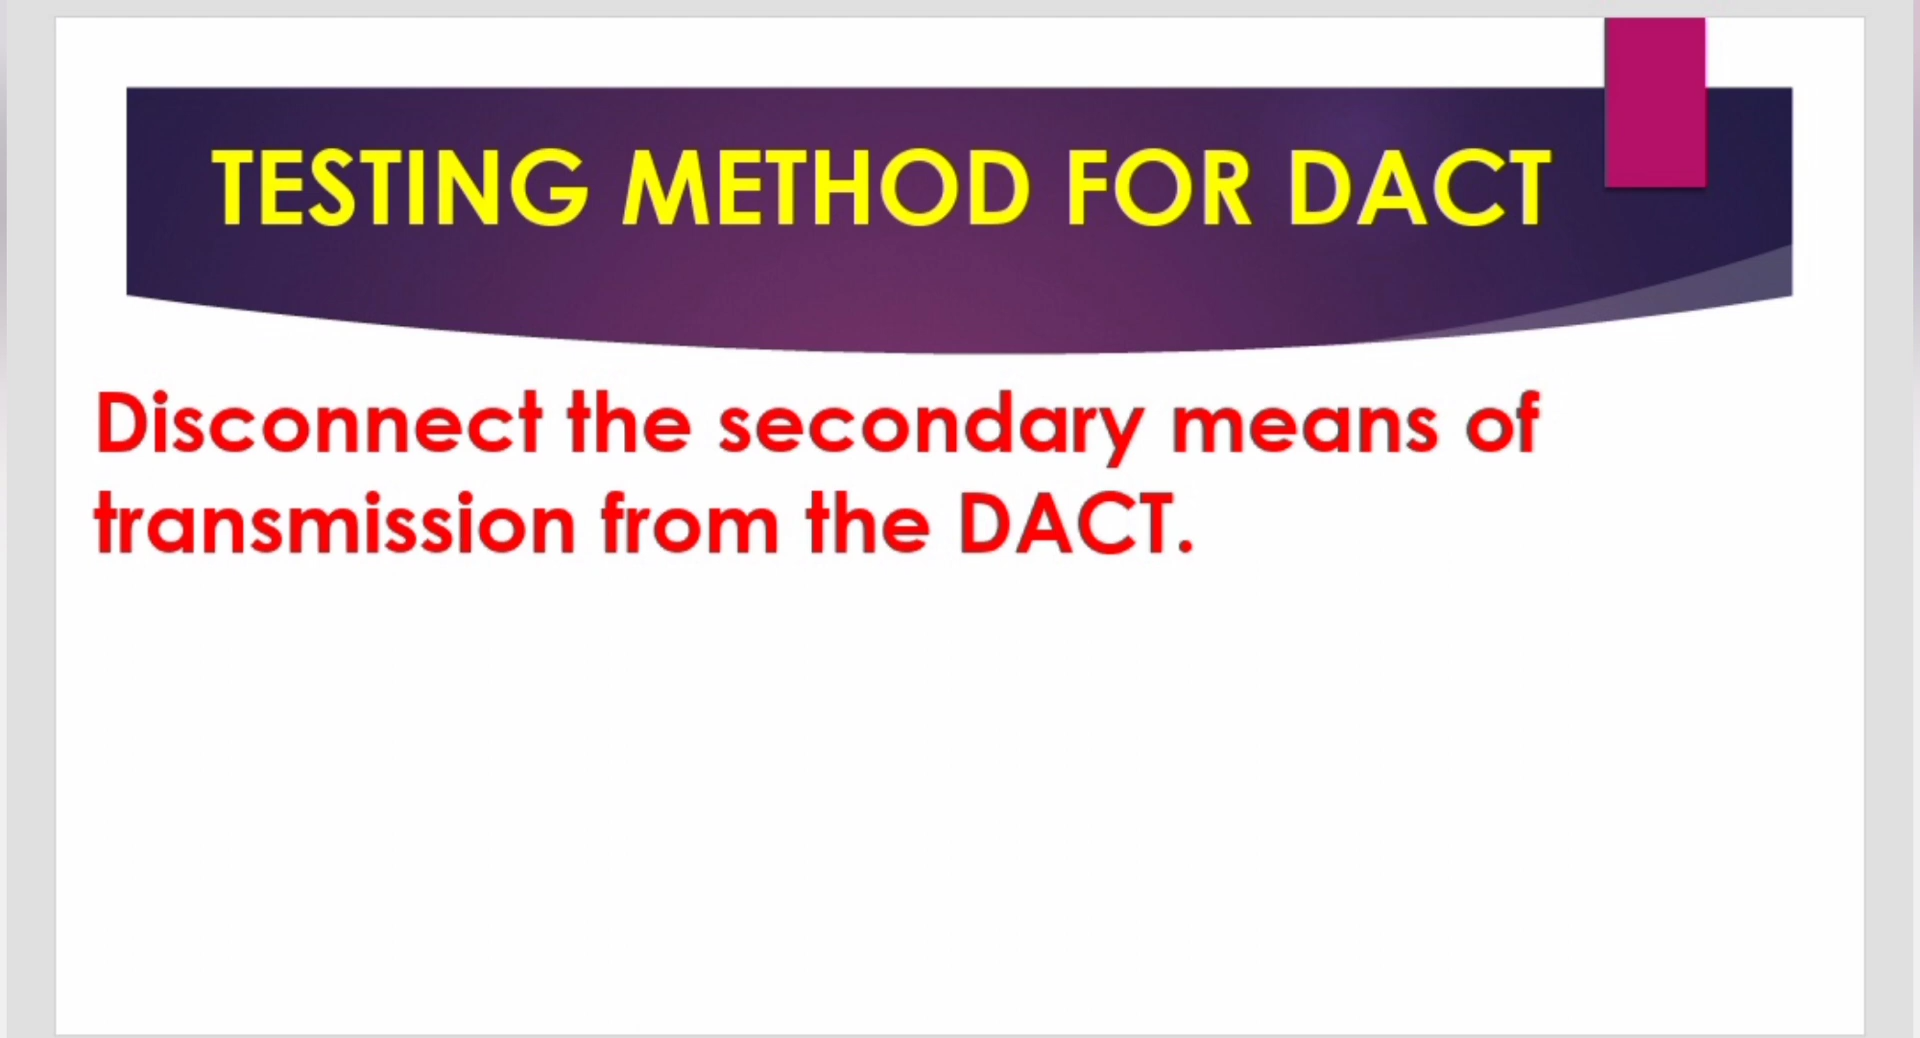 TESTING METHOD FOR DACT
Disconnect the secondary means of
transmission from the DACT.